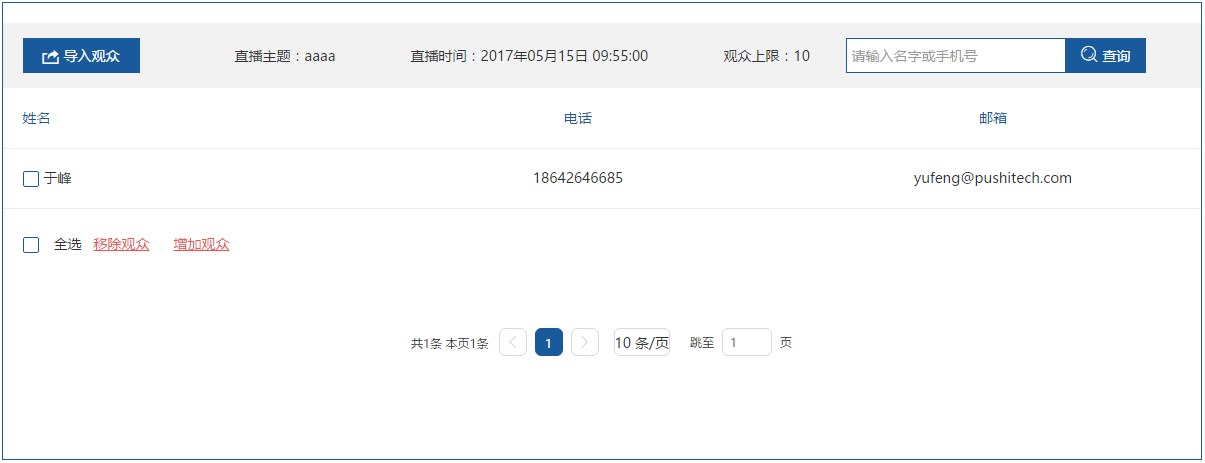 导入观众 直播主题：aaaa 直播时间：2017年05月15日 09:55:00 观众上限：10 请输入名字或手机号 查询
姓名 电话 邮箱
于峰 18642646685 yufeng@pushitech.com
全选 移除观众 增加观众
共1条 本页1条 1 10 条/页 跳至 1 页